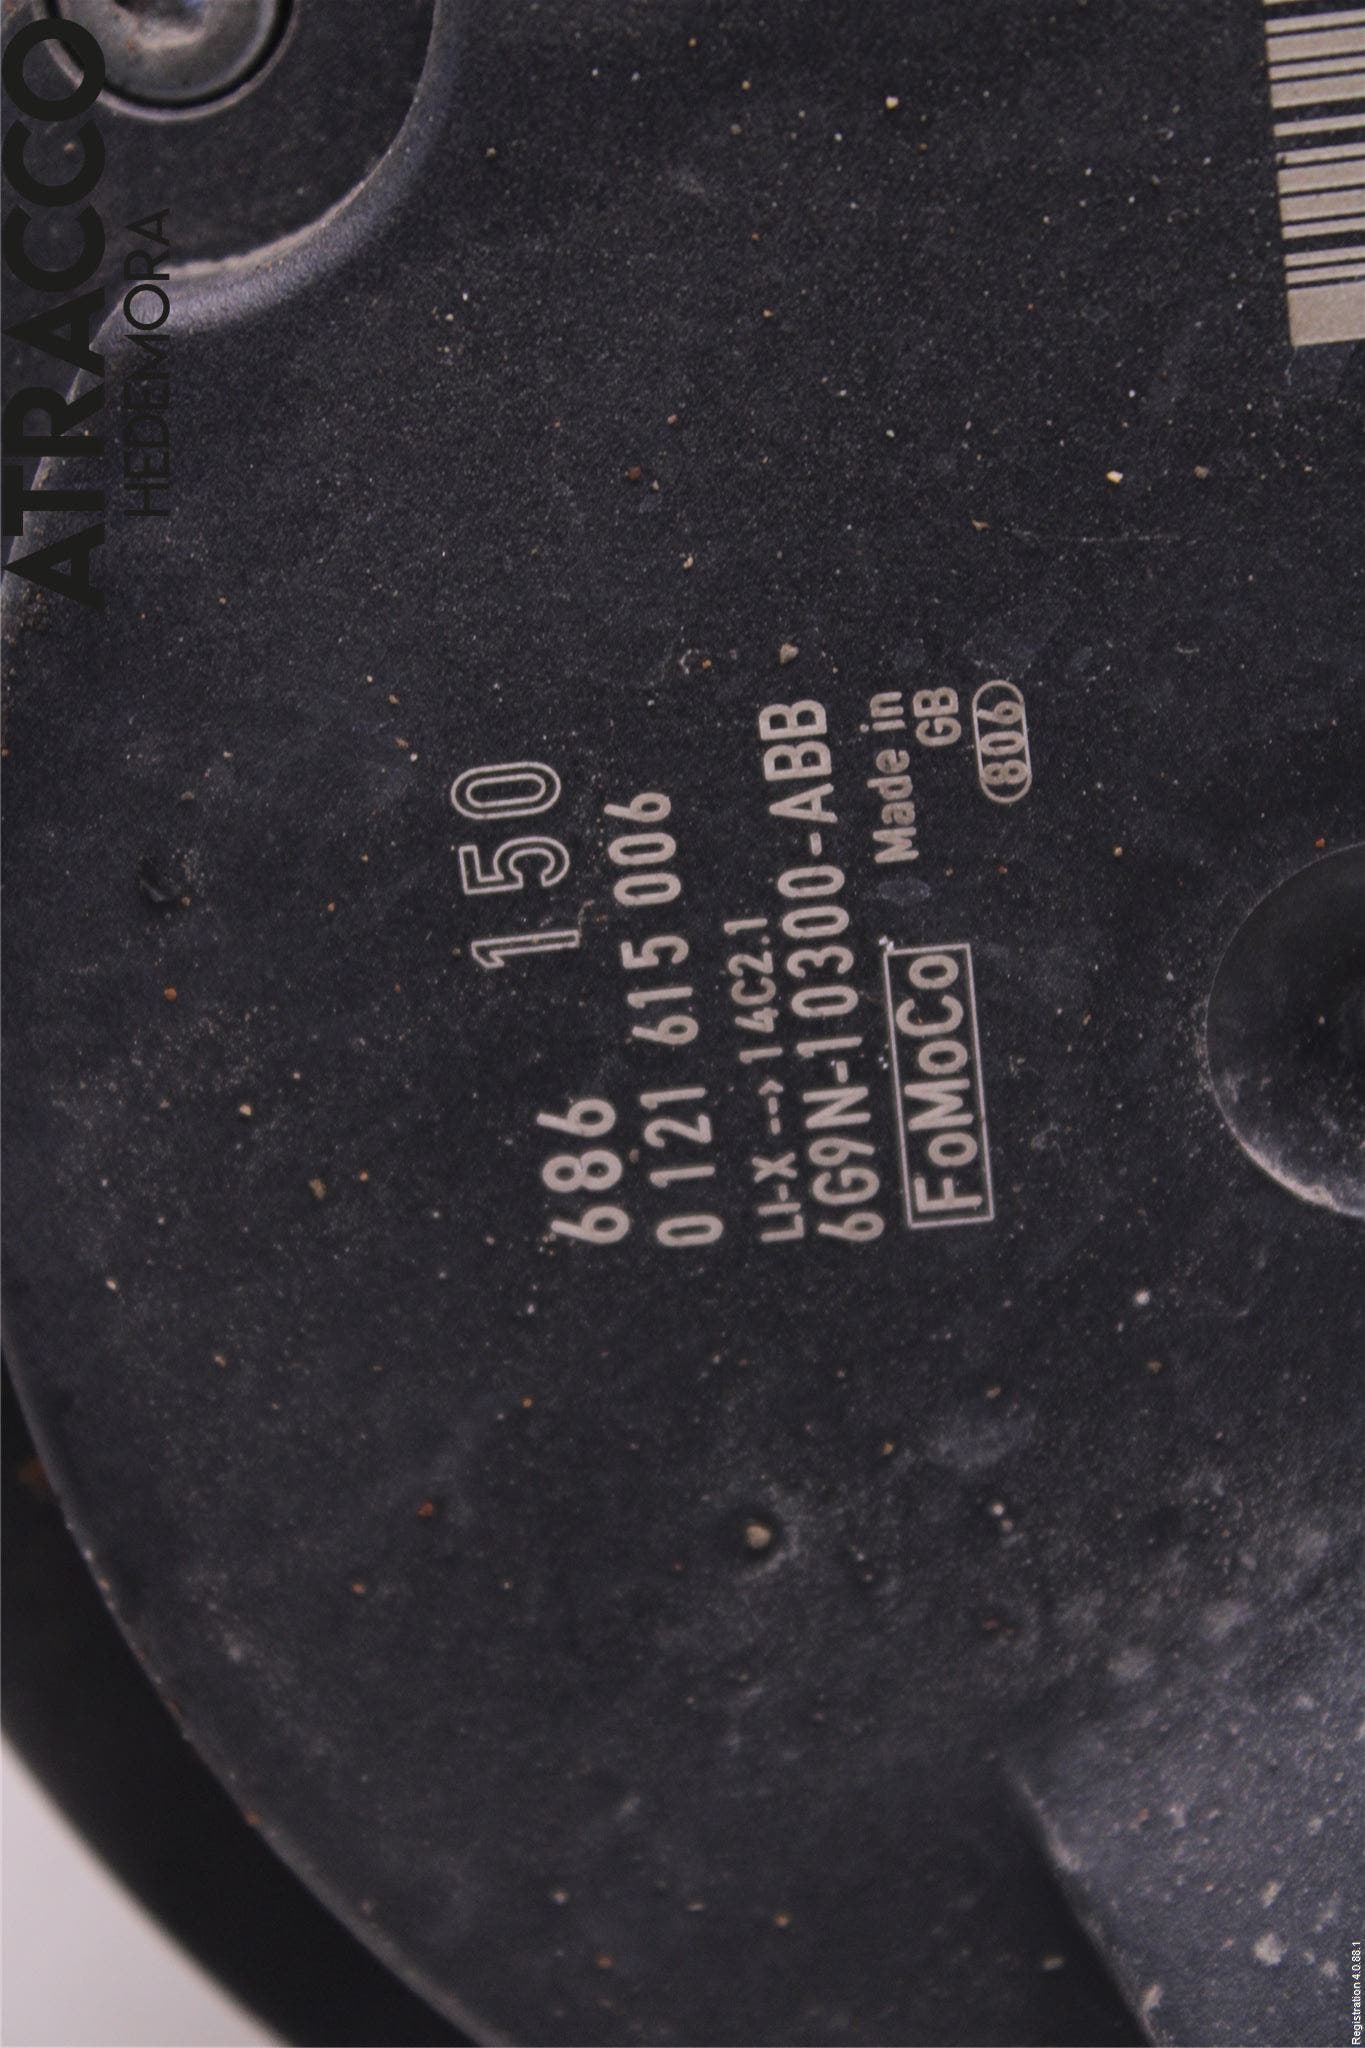 ATRACCO
HEDEMORA
686 150
0 121 615 006
LI-X --> 14C2.1
6G9N-10300-ABB
FoMoCo Made in
GB
806
Registration 4.0.88.1